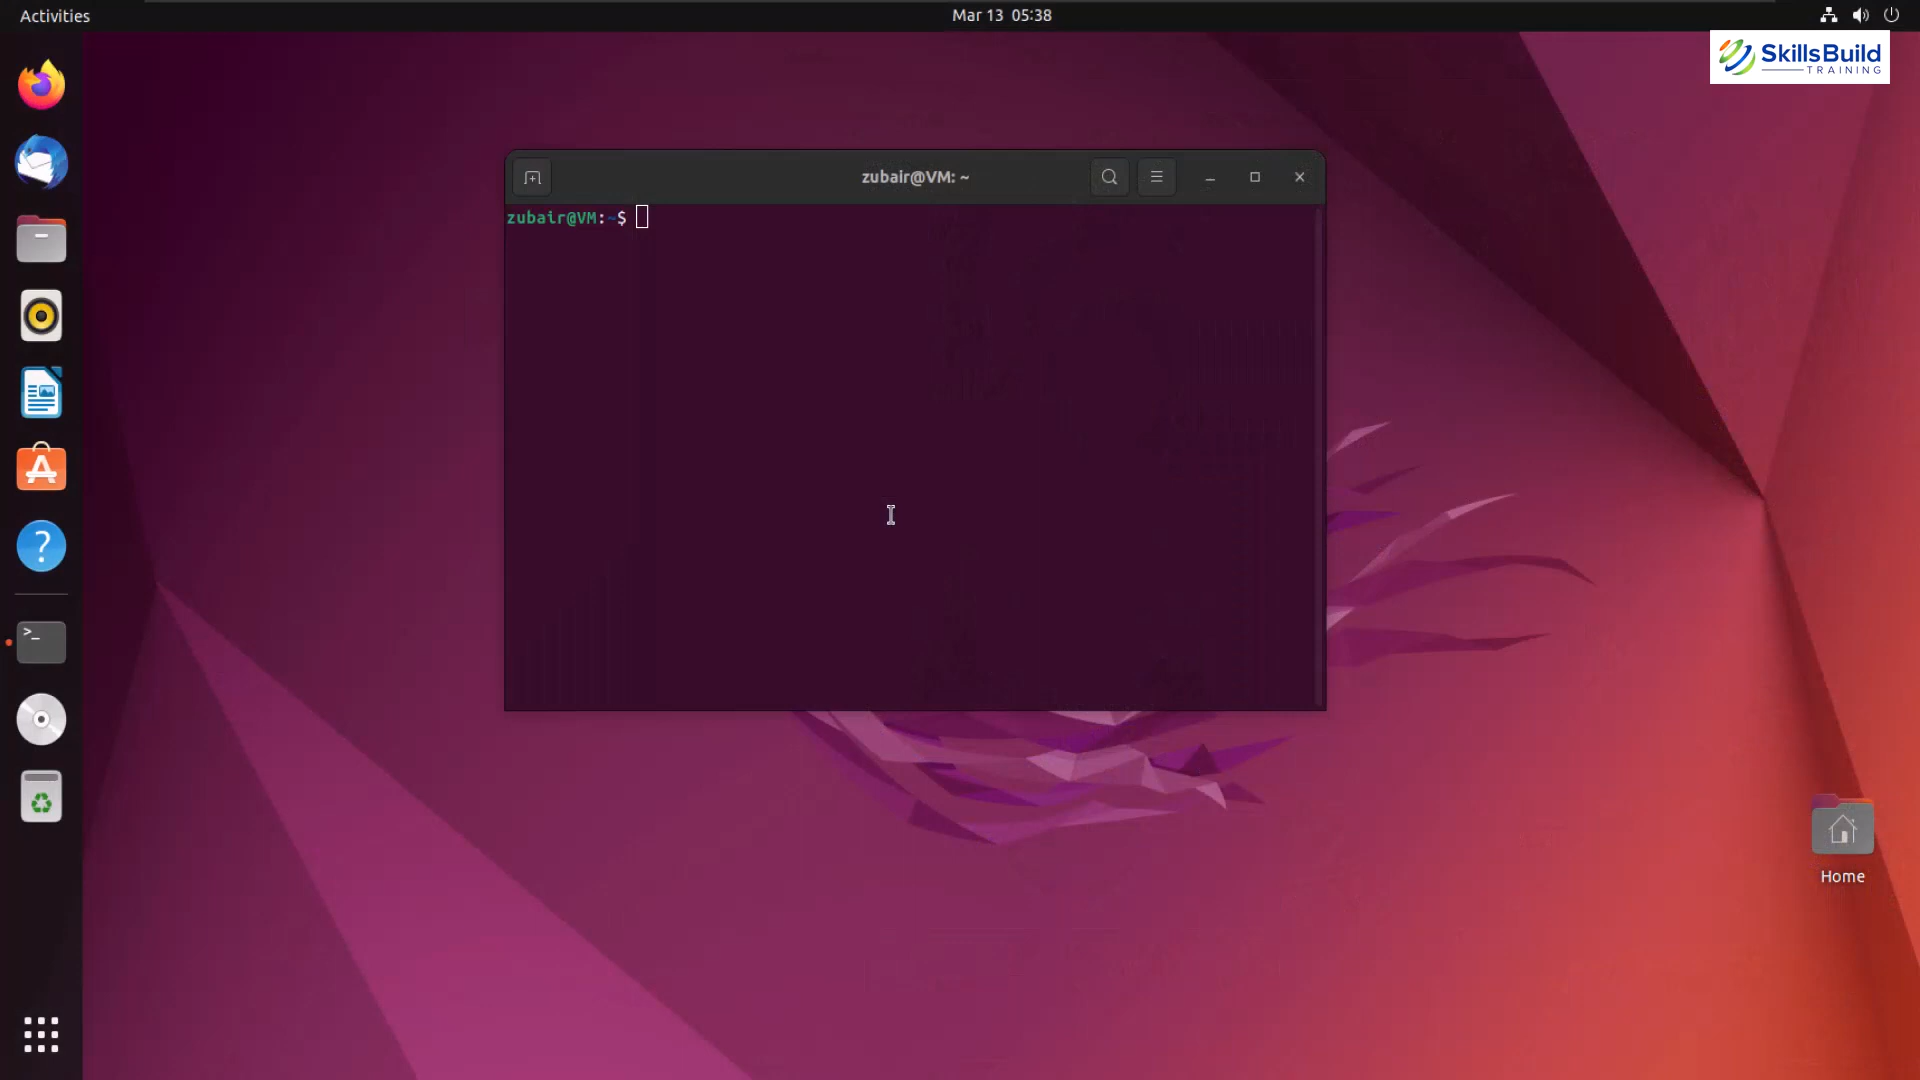 Activities
Mar 13 05:38
SkillsBuild
TRAINING
zubair@VM: ~
zubair@VM:~$
Home